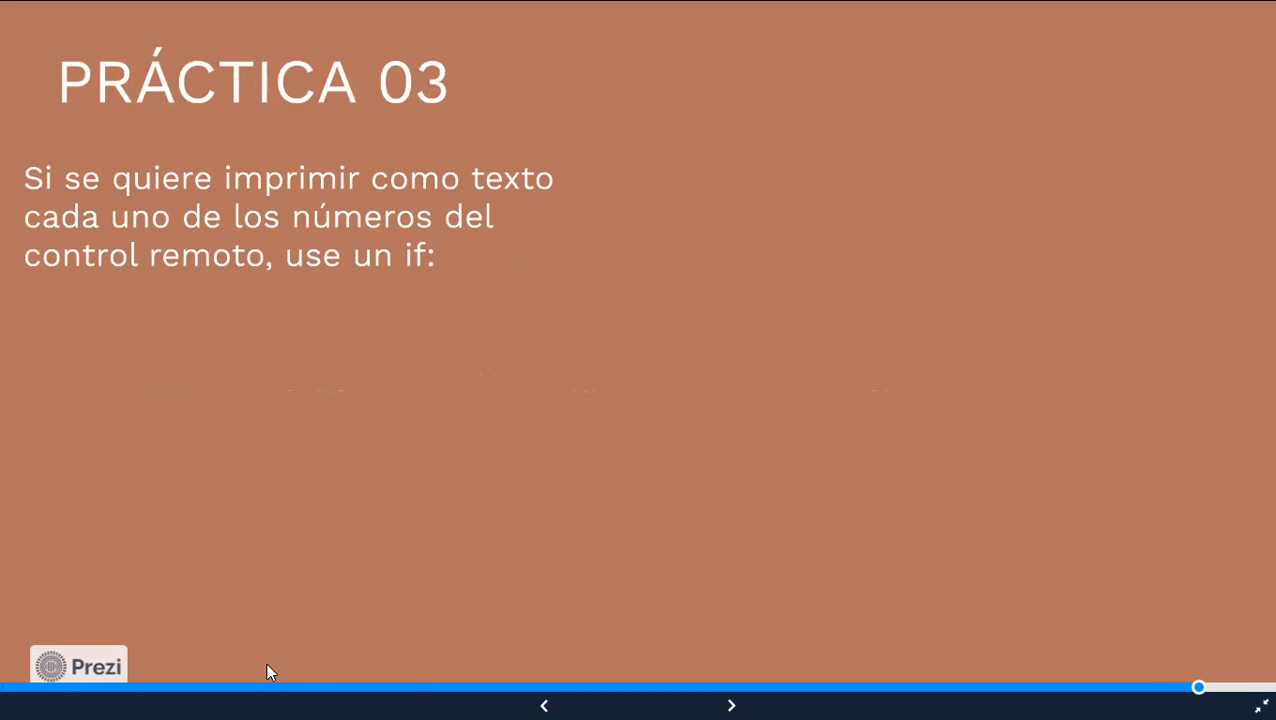 PRÁCTICA 03
Si se quiere imprimir como texto
cada uno de los números del
control remoto, use un if:
Prezi